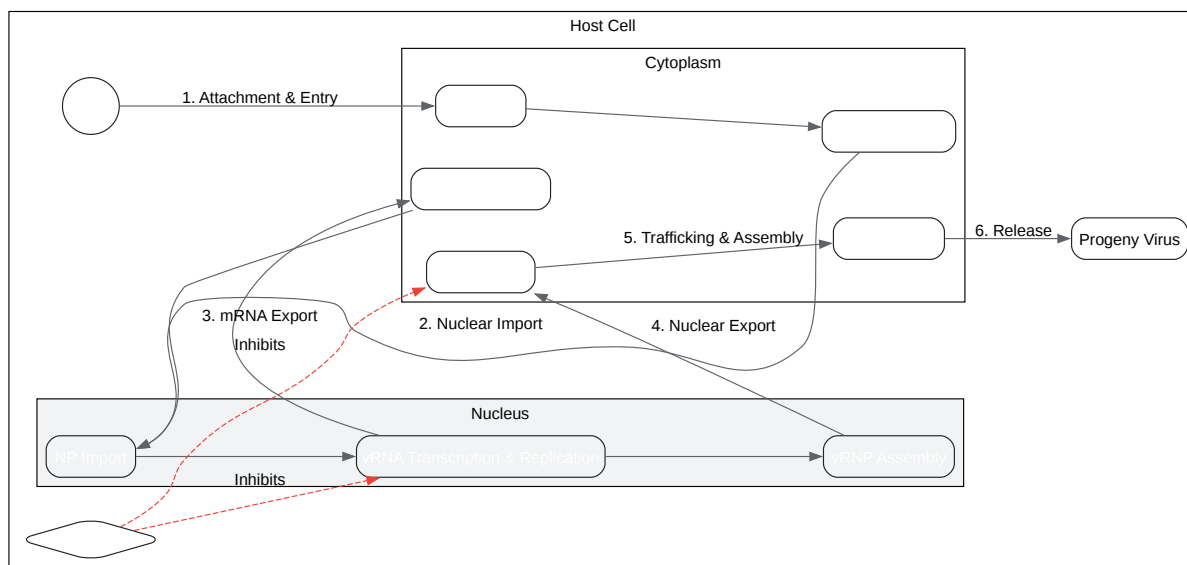 Host Cell
Cytoplasm
1. Attachment & Entry
5. Trafficking & Assembly
6. Release
Progeny Virus
3. mRNA Export
2. Nuclear Import
4. Nuclear Export
Inhibits
Nucleus
NP Import
vRNA Transcription & Replication
vRNP Assembly
Inhibits